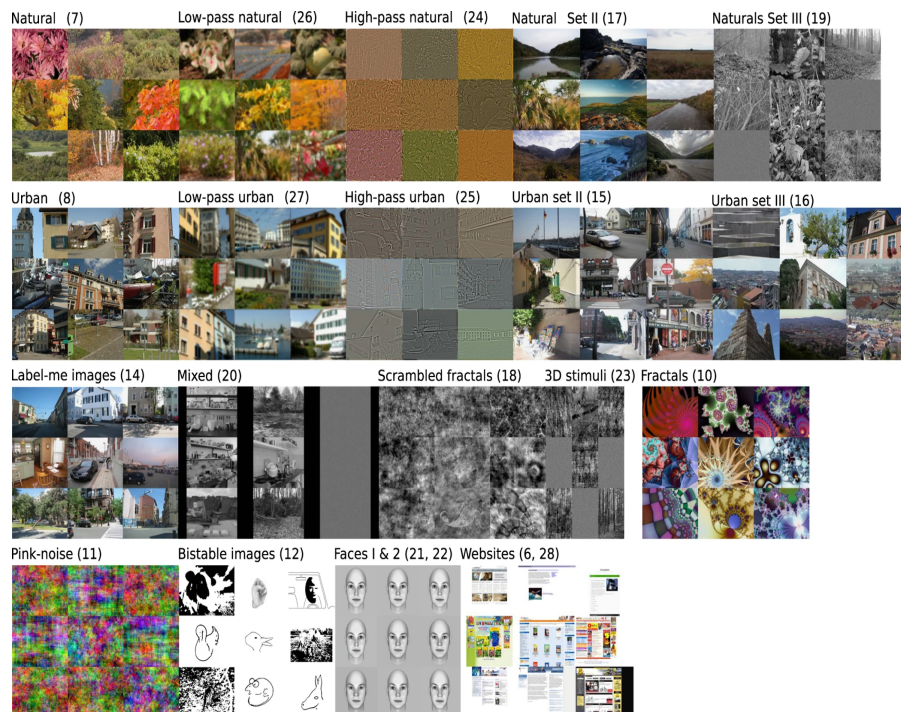 Natural (7)
Low-pass natural (26)
High-pass natural (24)
Natural Set II (17)
Naturals Set III (19)
Urban (8)
Low-pass urban (27)
High-pass urban (25)
Urban set II (15)
Urban set III (16)
Label-me images (14)
Mixed (20)
Scrambled fractals (18)
3D stimuli (23)
Fractals (10)
Pink-noise (11)
Bistable images (12)
Faces I & 2 (21, 22)
Websites (6, 28)